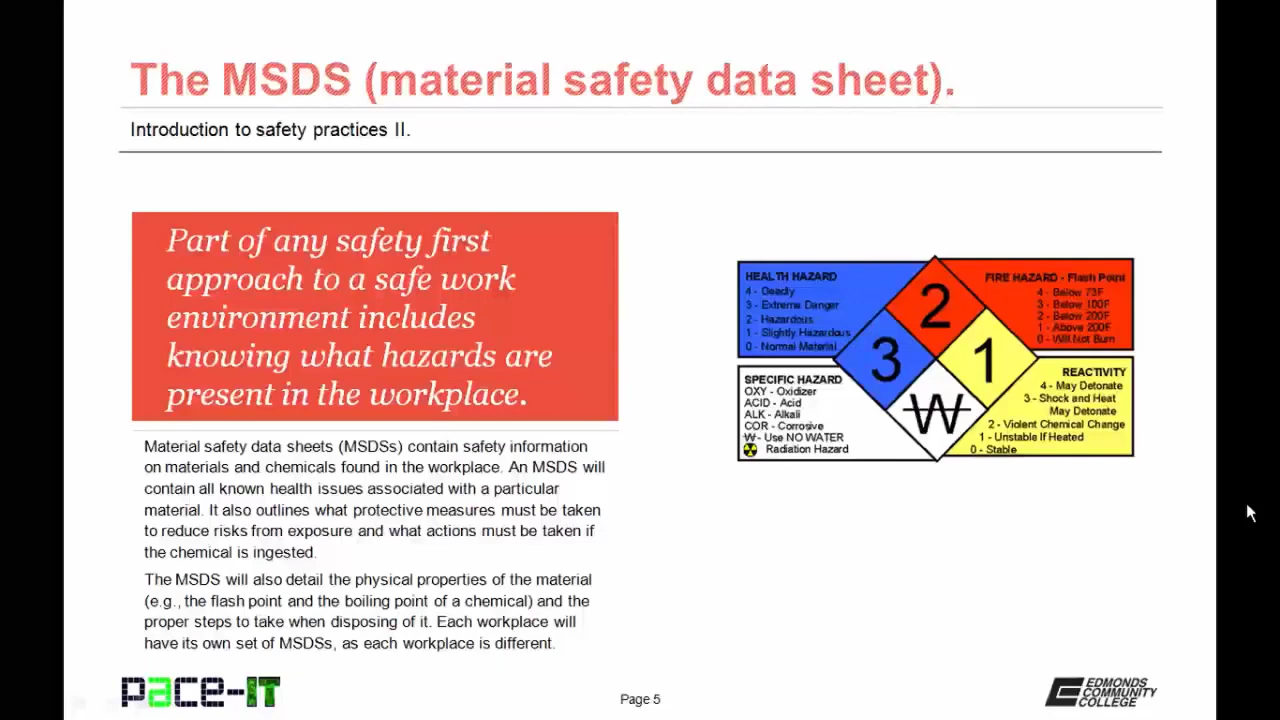 The MSDS (material safety data sheet).
Introduction to safety practices II.
Part of any safety first
approach to a safe work
environment includes
knowing what hazards are
present in the workplace.
Material safety data sheets (MSDSs) contain safety information
on materials and chemicals found in the workplace. An MSDS will
contain all known health issues associated with a particular
material. It also outlines what protective measures must be taken
to reduce risks from exposure and what actions must be taken if
the chemical is ingested.
The MSDS will also detail the physical properties of the material
(e.g., the flash point and the boiling point of a chemical) and the
proper steps to take when disposing of it. Each workplace will
have its own set of MSDSs, as each workplace is different.
HEALTH HAZARD
4 - Deadly
3 - Extreme Danger
2 - Hazardous
1 - Slightly Hazardous
0 - Normal Material
FIRE HAZARD - Flash Point
4 - Below 73F
3 - Below 100F
2 - Below 200F
1 - Above 200F
0 - Will Not Burn
2
3
1
W
SPECIFIC HAZARD
OXY - Oxidizer
ACID - Acid
ALK - Alkali
COR - Corrosive
W - Use NO WATER
Radiation Hazard
REACTIVITY
4 - May Detonate
3 - Shock and Heat
May Detonate
2 - Violent Chemical Change
1 - Unstable If Heated
0 - Stable
pace-IT
Page 5
EDMONDS
COMMUNITY
COLLEGE